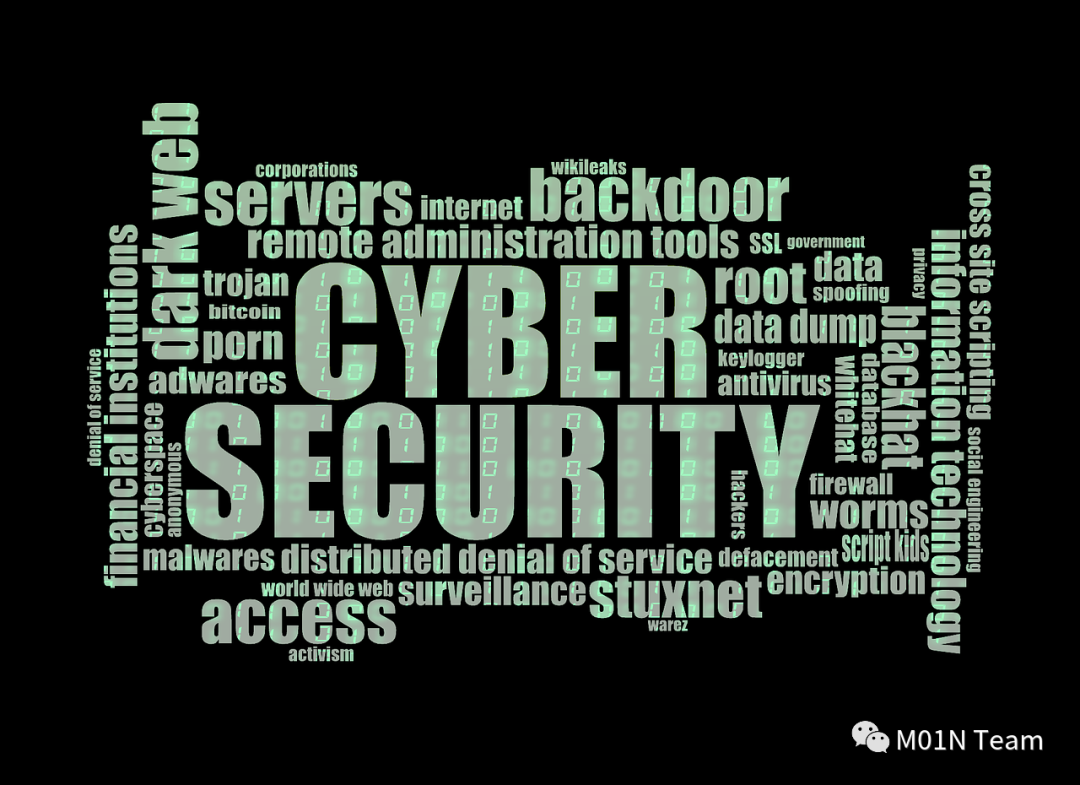 dark web
corporations
servers
internet
wikileaks
backdoor
remote administration tools
SSL
government
financial institutions
trojan
bitcoin
porn
adwares
CYBER
root
data
spoofing
privacy
data dump
keylogger
antivirus
blackhat
whitehat
database
information technology
cross site scripting
denial of service
cyberspace
anonymous
SECURITY
hackers
firewall
worms
script kids
social engineering
malwares
distributed denial of service
defacement
encryption
world wide web
surveillance
stuxnet
access
warez
activism
M01N Team